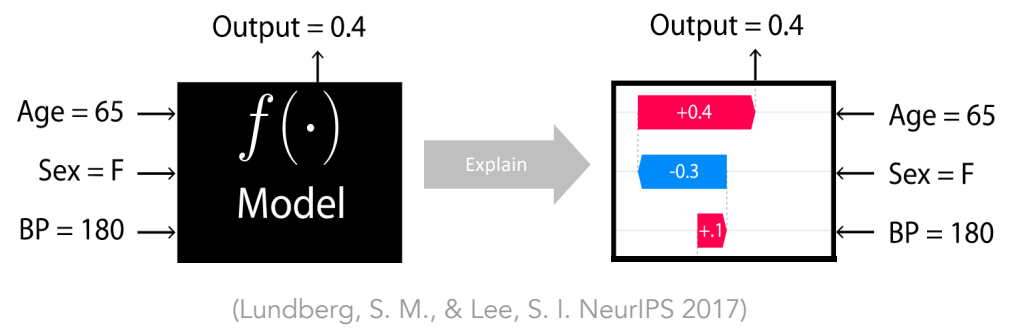 Output = 0.4
Age = 65
Sex = F
BP = 180
f(·)
Model
Explain
Output = 0.4
+0.4
-0.3
+.1
Age = 65
Sex = F
BP = 180
(Lundberg, S. M., & Lee, S. I. NeurIPS 2017)